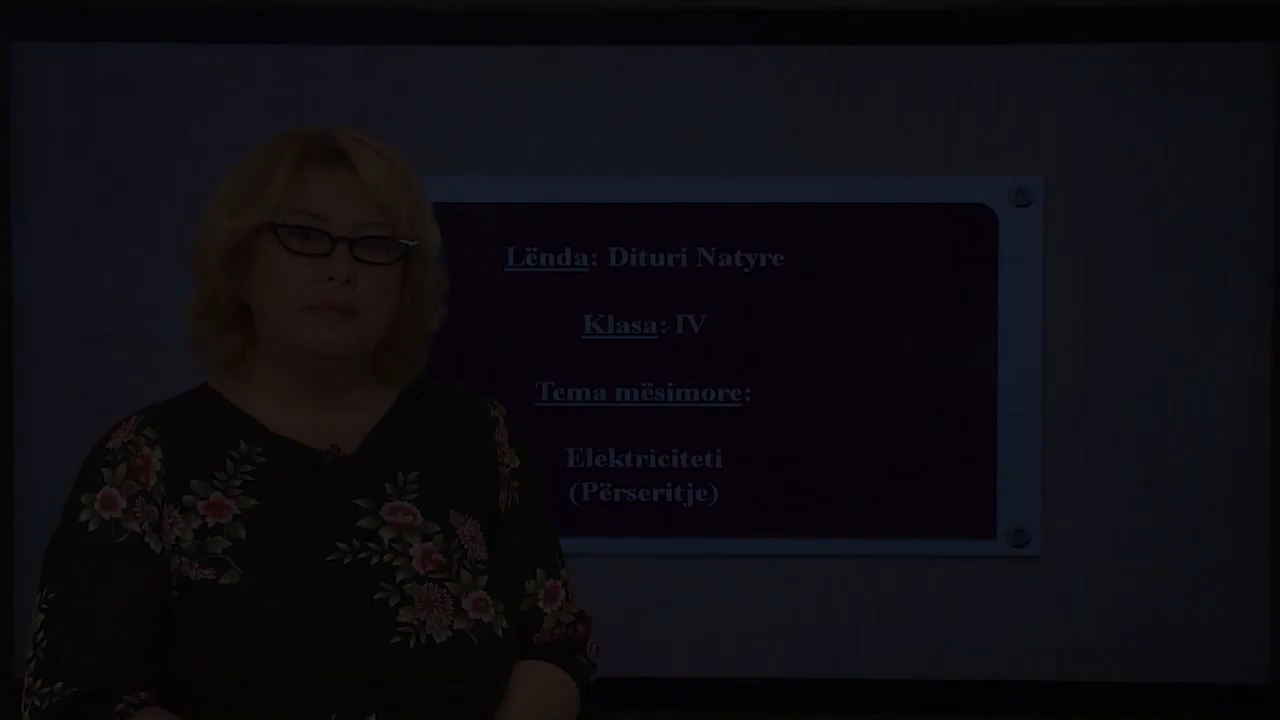 Lënda: Dituri Natyre
Klasa: IV
Tema mësimore:
Elektriciteti
(Përseritje)